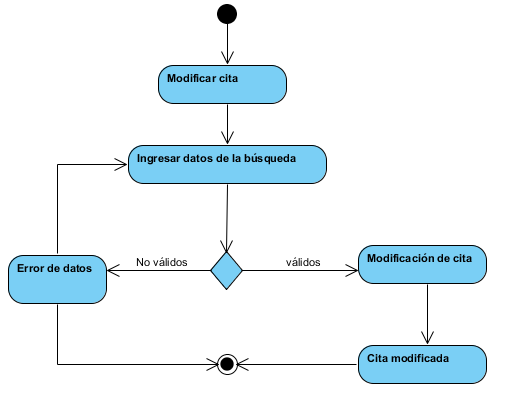 Modificar cita
Ingresar datos de la búsqueda
No válidos
válidos
Error de datos
Modificación de cita
Cita modificada